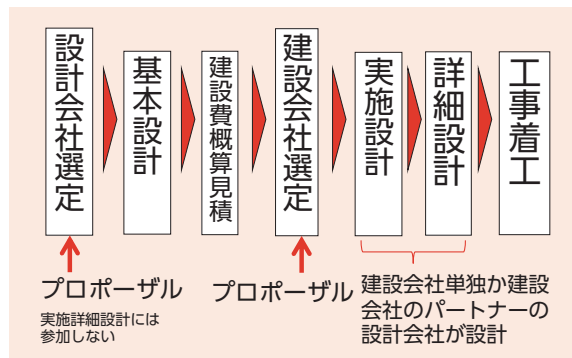 設計会社選定
基本設計
建設費概算見積
建設会社選定
実施設計
詳細設計
工事着工
プロポーザル
実施詳細設計には
参加しない
プロポーザル
建設会社単独か建設
会社のパートナーの
設計会社が設計